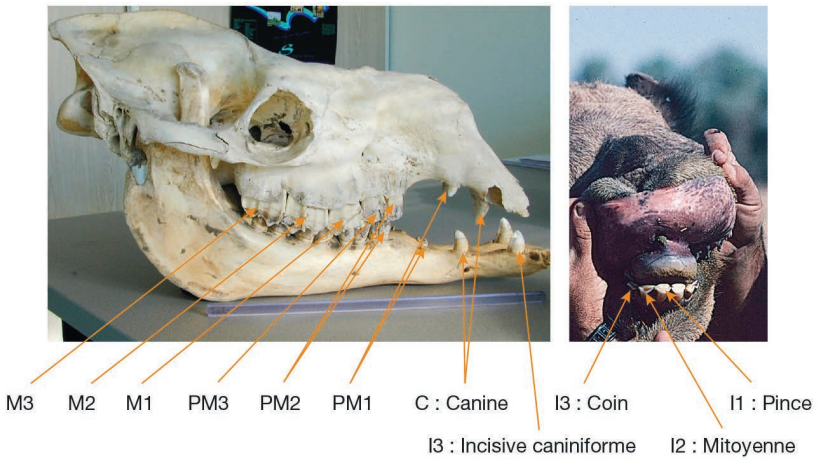 M3 M2 M1 PM3 PM2 PM1 C : Canine I3 : Coin I1 : Pince
I3 : Incisive caniniforme I2 : Mitoyenne